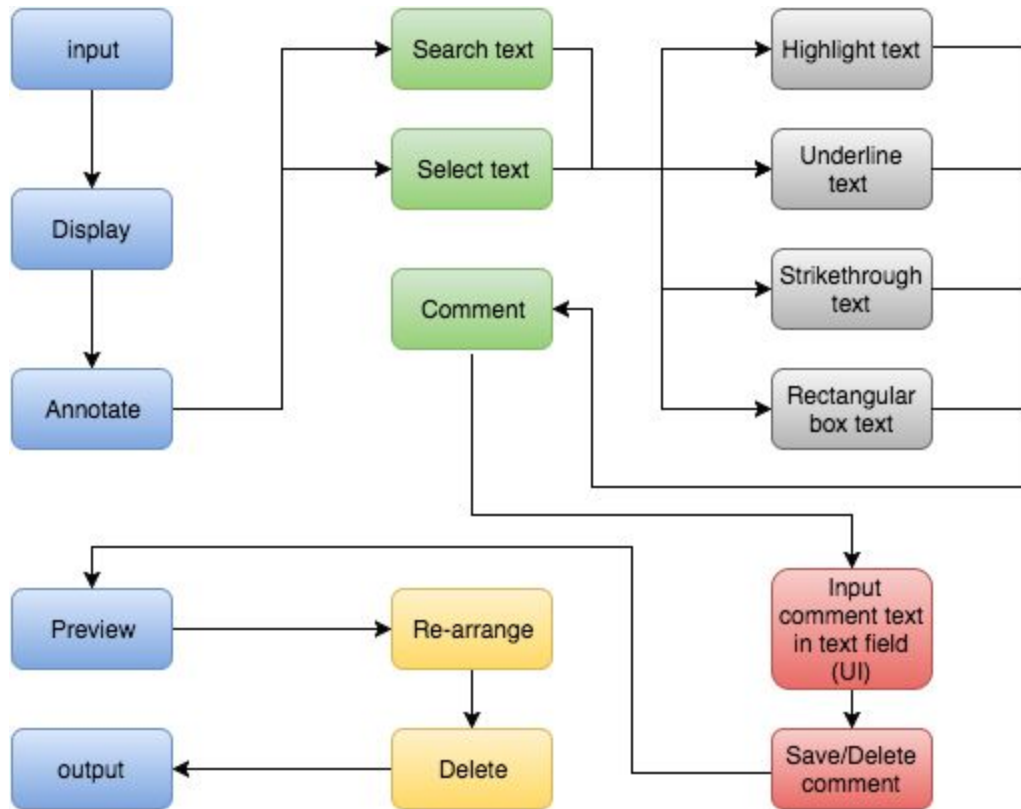 input
Search text
Highlight text
Select text
Underline
text
Display
Comment
Strikethrough
text
Annotate
Rectangular
box text
Preview
Re-arrange
Input
comment text
in text field
(UI)
output
Delete
Save/Delete
comment